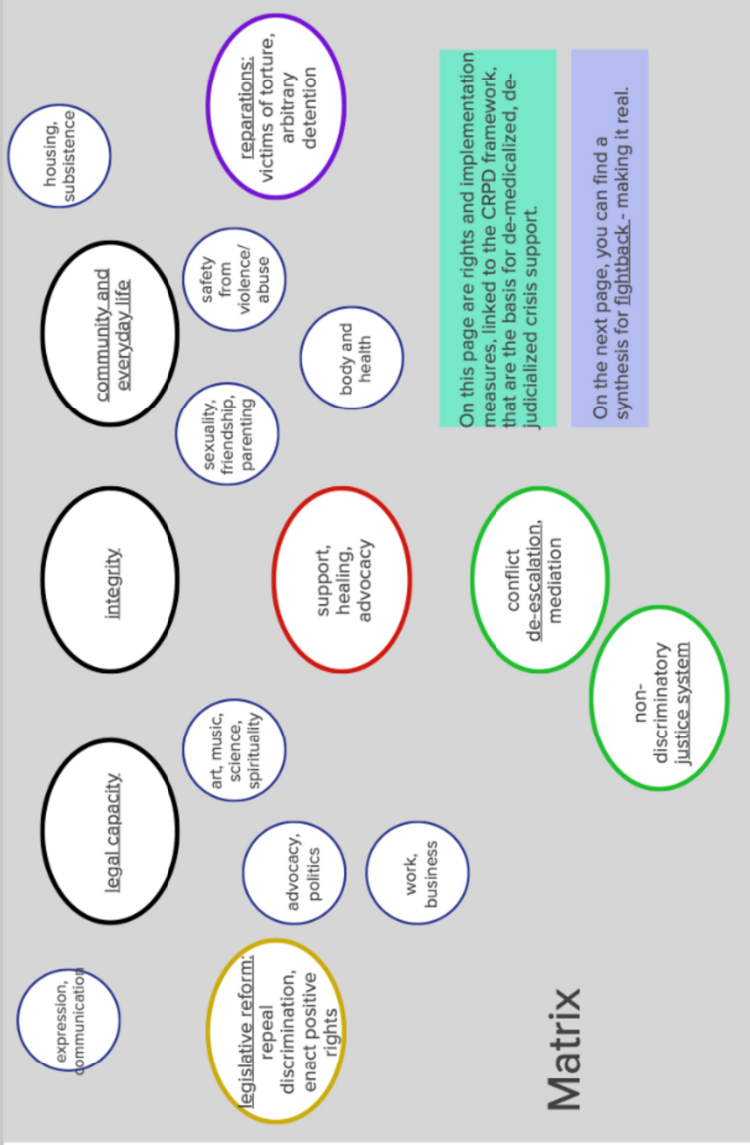 expression,
communication
legal capacity
integrity
community and
everyday life
housing,
subsistence
legislative reform:
repeal
discrimination,
enact positive
rights
advocacy,
politics
work,
business
art, music,
science,
spirituality
support,
healing,
advocacy
sexuality,
friendship,
parenting
safety
from
violence/
abuse
body and
health
reparations:
victims of torture,
arbitrary
detention
Matrix
non-
discriminatory
justice system
conflict
de-escalation,
mediation
On this page are rights and implementation
measures, linked to the CRPD framework,
that are the basis for de-medicalized, de-
judicialized crisis support.
On the next page, you can find a
synthesis for fightback - making it real.